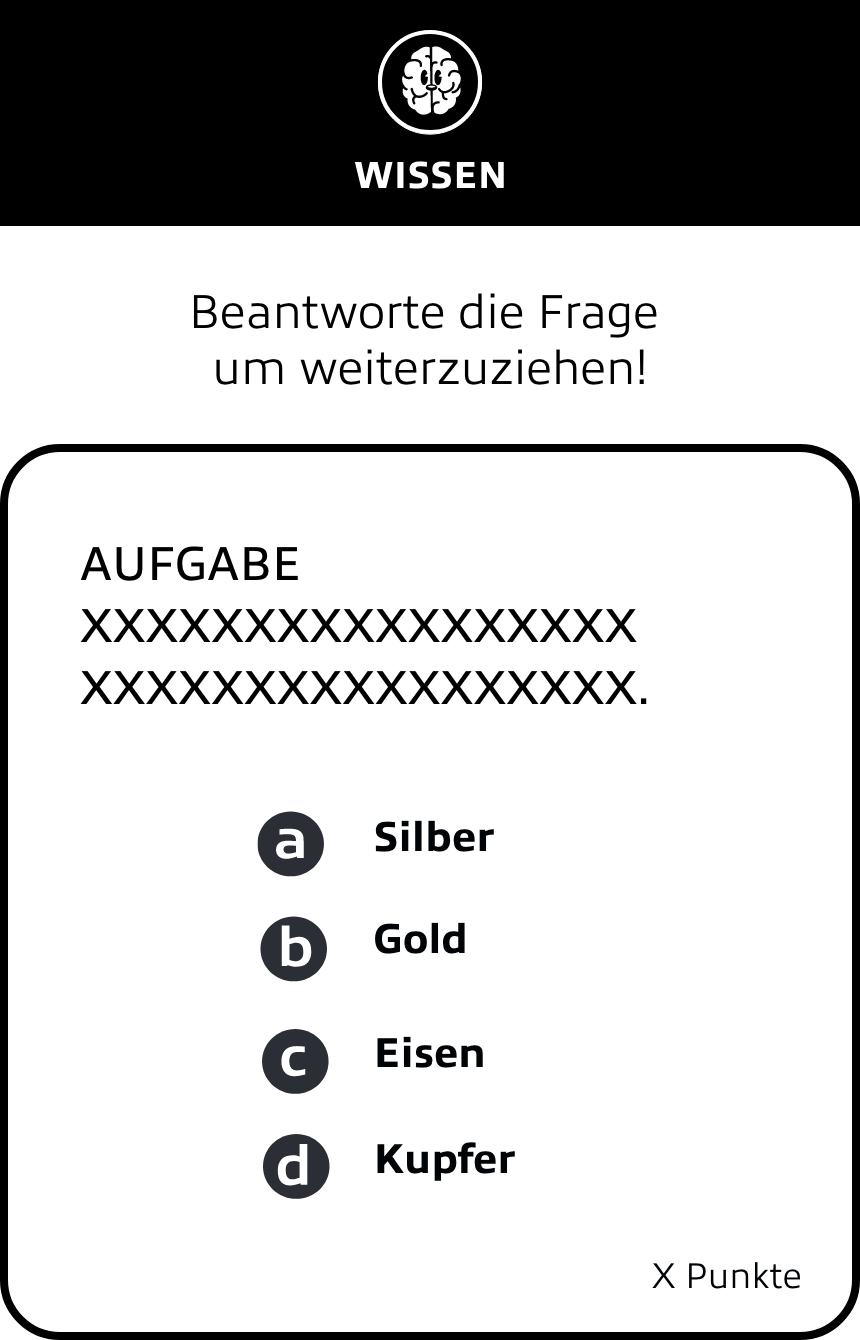 WISSEN
Beantworte die Frage
um weiterzuziehen!
AUFGABE
XXXXXXXXXXXXXXXXX
XXXXXXXXXXXXXXXXX.
a Silber
b Gold
c Eisen
d Kupfer
X Punkte